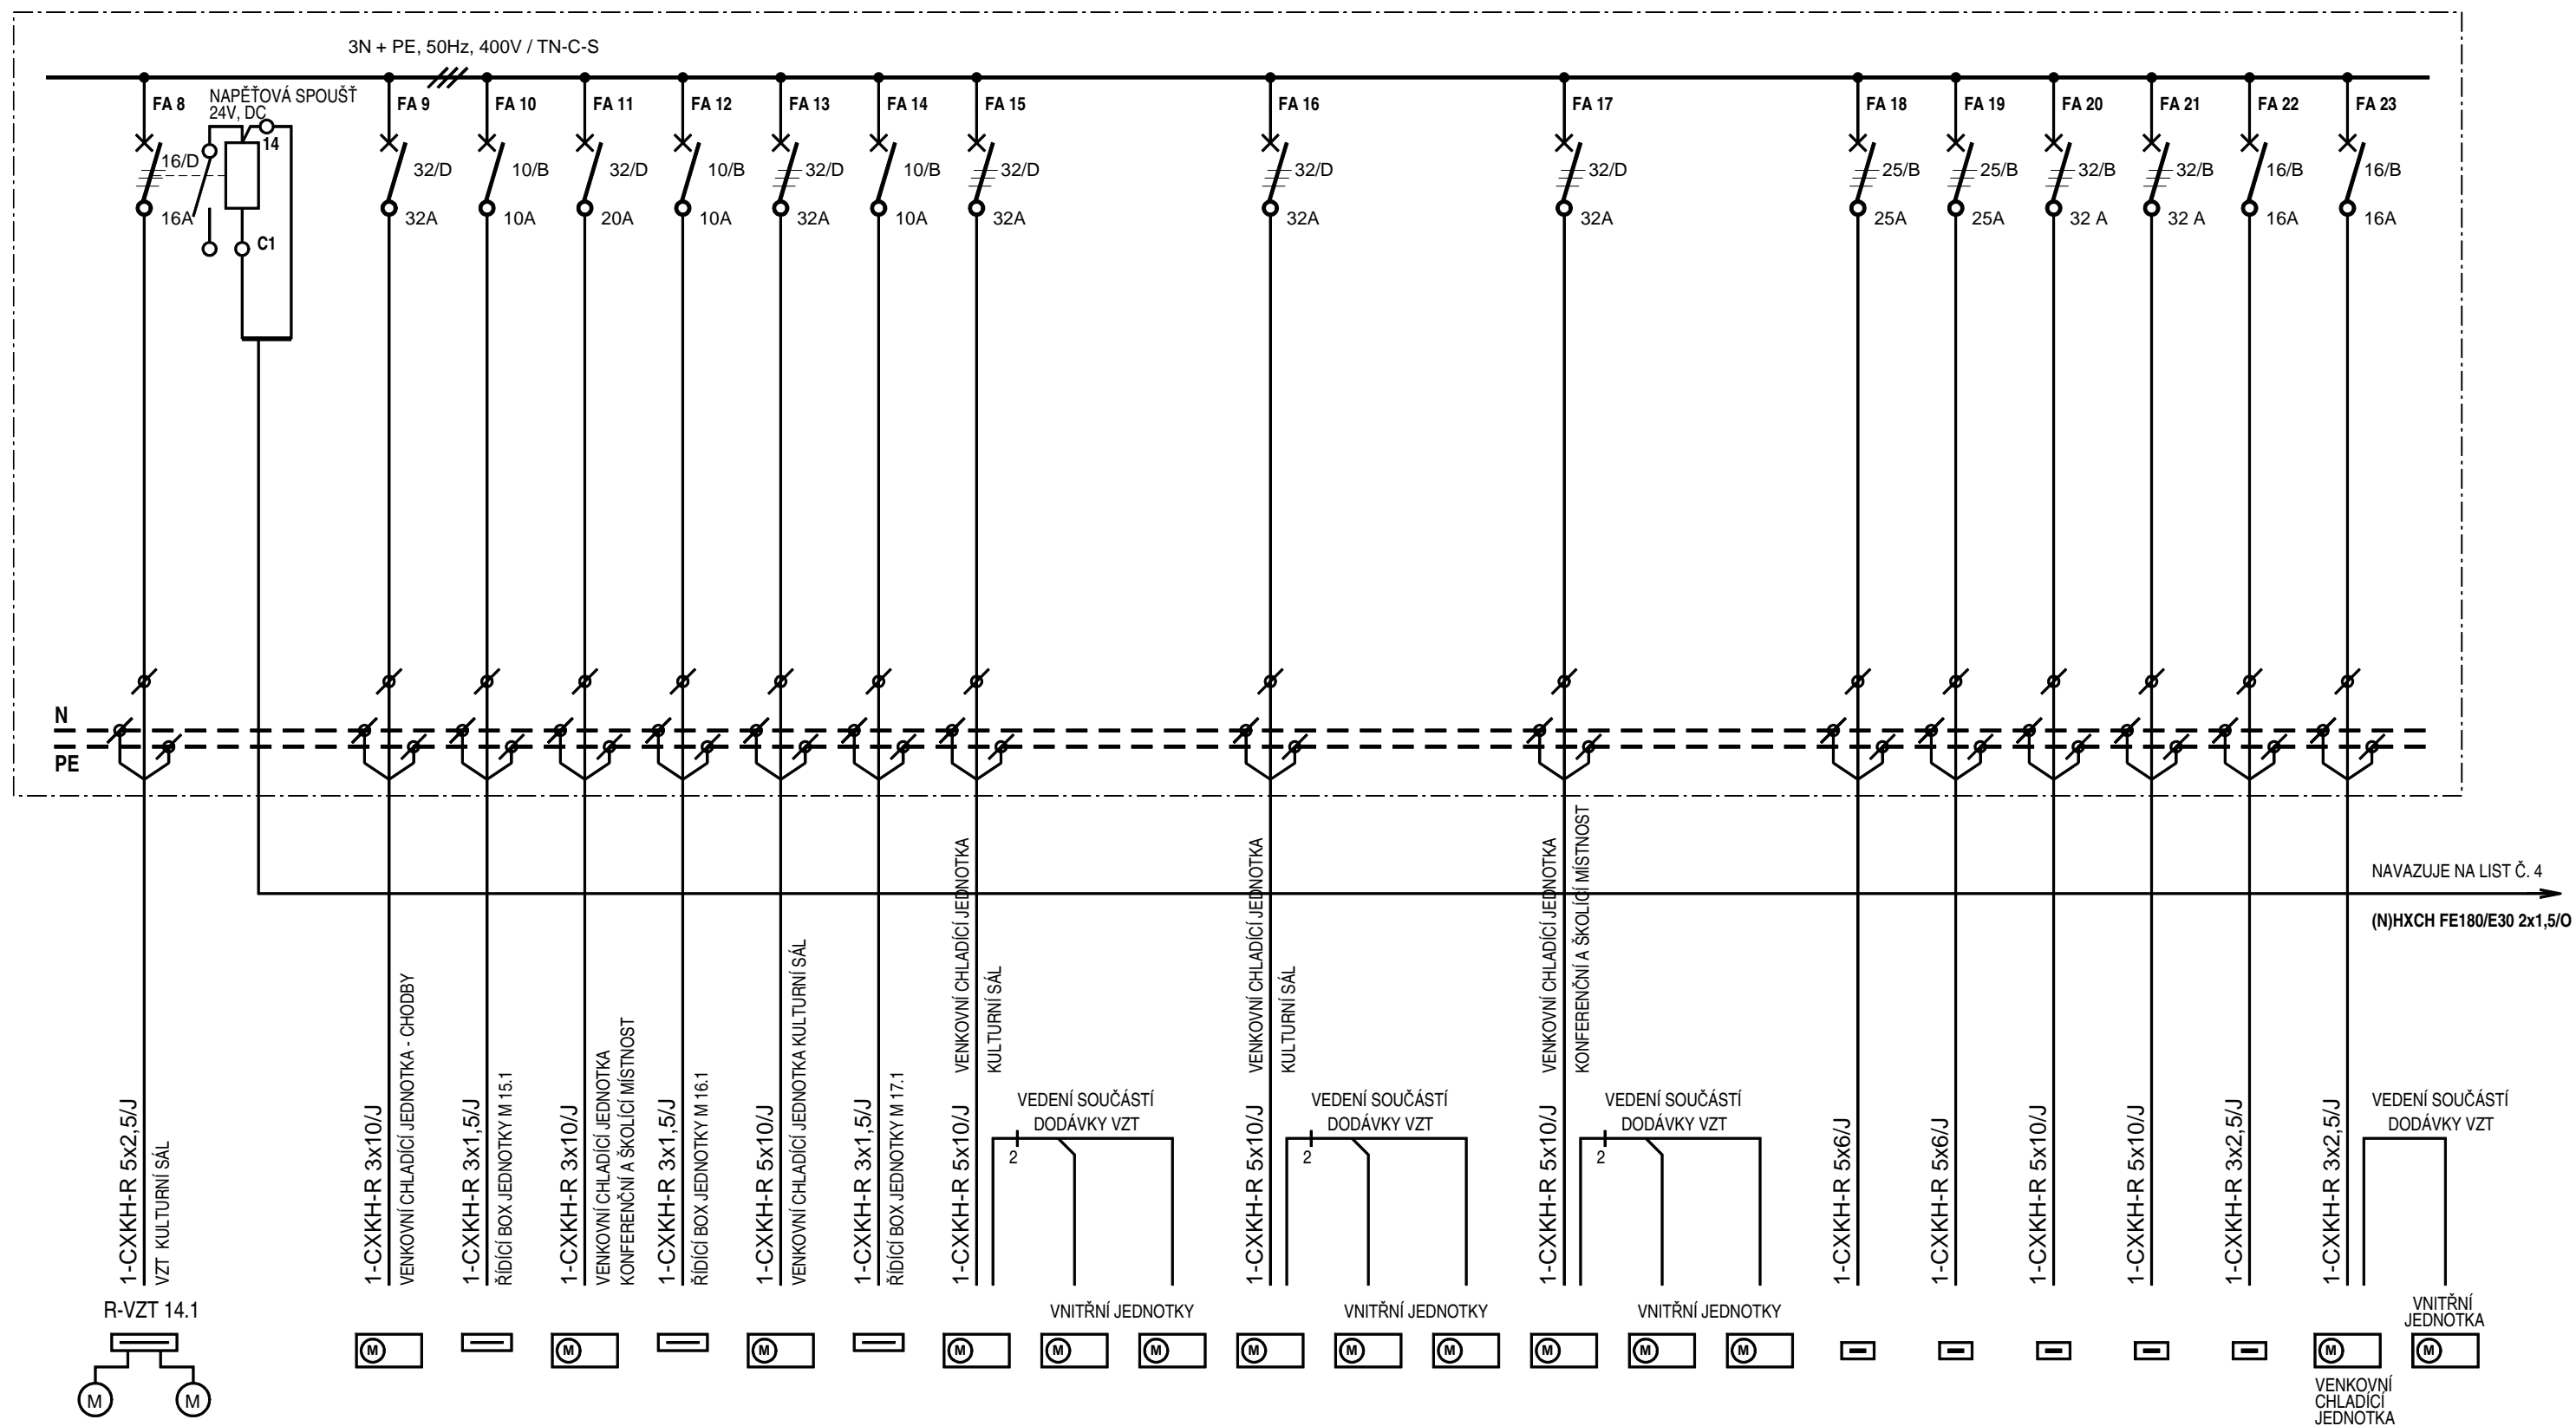 3N + PE, 50Hz, 400V / TN-C-S
FA 8
NAPĚŤOVÁ SPOUŠŤ
24V, DC
14
16/D
16A
C1
FA 9
32/D
32A
FA 10
10/B
10A
FA 11
32/D
20A
FA 12
10/B
10A
FA 13
32/D
32A
FA 14
10/B
10A
FA 15
32/D
32A
FA 16
32/D
32A
FA 17
32/D
32A
FA 18
25/B
25A
FA 19
25/B
25A
FA 20
32/B
32 A
FA 21
32/B
32 A
FA 22
16/B
16A
FA 23
16/B
16A
N
PE
NAVAZUJE NA LIST Č. 4
(N)HXCH FE180/E30 2x1,5/O
1-CXKH-R 5x2,5/J
VZT KULTURNÍ SÁL
1-CXKH-R 3x10/J
VENKOVNÍ CHLADÍCÍ JEDNOTKA - CHODBY
1-CXKH-R 3x1,5/J
ŘÍDÍCÍ BOX JEDNOTKY M 15.1
1-CXKH-R 3x10/J
VENKOVNÍ CHLADÍCÍ JEDNOTKA
KONFERENČNÍ A ŠKOLÍCÍ MÍSTNOST
1-CXKH-R 3x1,5/J
ŘÍDÍCÍ BOX JEDNOTKY M 16.1
1-CXKH-R 5x10/J
VENKOVNÍ CHLADÍCÍ JEDNOTKA KULTURNÍ SÁL
1-CXKH-R 3x1,5/J
ŘÍDÍCÍ BOX JEDNOTKY M 17.1
1-CXKH-R 5x10/J
VENKOVNÍ CHLADÍCÍ JEDNOTKA
KULTURNÍ SÁL
VEDENÍ SOUČÁSTÍ
DODÁVKY VZT
2
1-CXKH-R 5x10/J
VENKOVNÍ CHLADÍCÍ JEDNOTKA
KULTURNÍ SÁL
VEDENÍ SOUČÁSTÍ
DODÁVKY VZT
2
1-CXKH-R 5x10/J
VENKOVNÍ CHLADÍCÍ JEDNOTKA
KONFERENČNÍ A ŠKOLÍCÍ MÍSTNOST
VEDENÍ SOUČÁSTÍ
DODÁVKY VZT
2
1-CXKH-R 5x6/J
1-CXKH-R 5x6/J
1-CXKH-R 5x10/J
1-CXKH-R 5x10/J
1-CXKH-R 3x2,5/J
1-CXKH-R 3x2,5/J
VEDENÍ SOUČÁSTÍ
DODÁVKY VZT
R-VZT 14.1
M
M
M
M
M
VNITŘNÍ JEDNOTKY
M
M
M
VNITŘNÍ JEDNOTKY
M
M
M
VNITŘNÍ JEDNOTKY
M
M
M
M
VENKOVNÍ
CHLADÍCÍ
JEDNOTKA
VNITŘNÍ
JEDNOTKA
M